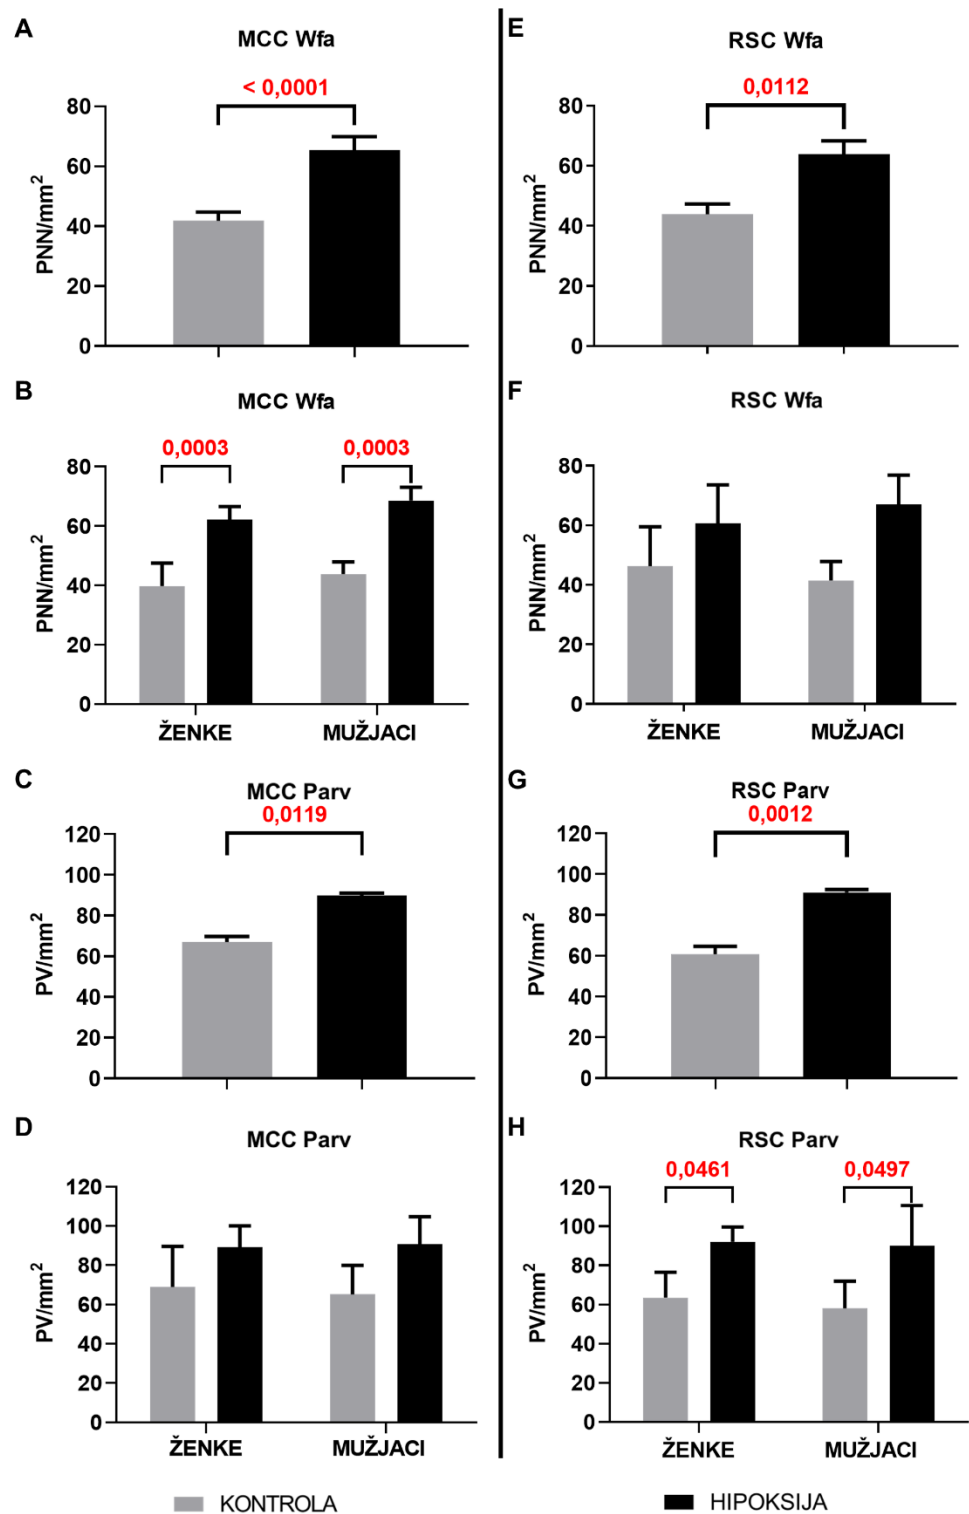 A
MCC Wfa
< 0,0001
80
60
40
20
0
PNN/mm²
E
RSC Wfa
0,0112
80
60
40
20
0
PNN/mm²
B
MCC Wfa
0,0003 0,0003
80
60
40
20
0
PNN/mm²
ŽENKE MUŽJACI
F
RSC Wfa
80
60
40
20
0
PNN/mm²
ŽENKE MUŽJACI
C
MCC Parv
0,0119
120
100
80
60
40
20
0
PV/mm²
G
RSC Parv
0,0012
120
100
80
60
40
20
0
PV/mm²
D
MCC Parv
120
100
80
60
40
20
0
PV/mm²
ŽENKE MUŽJACI
H
RSC Parv
0,0461 0,0497
120
100
80
60
40
20
0
PV/mm²
ŽENKE MUŽJACI
KONTROLA HIPOKSIJA